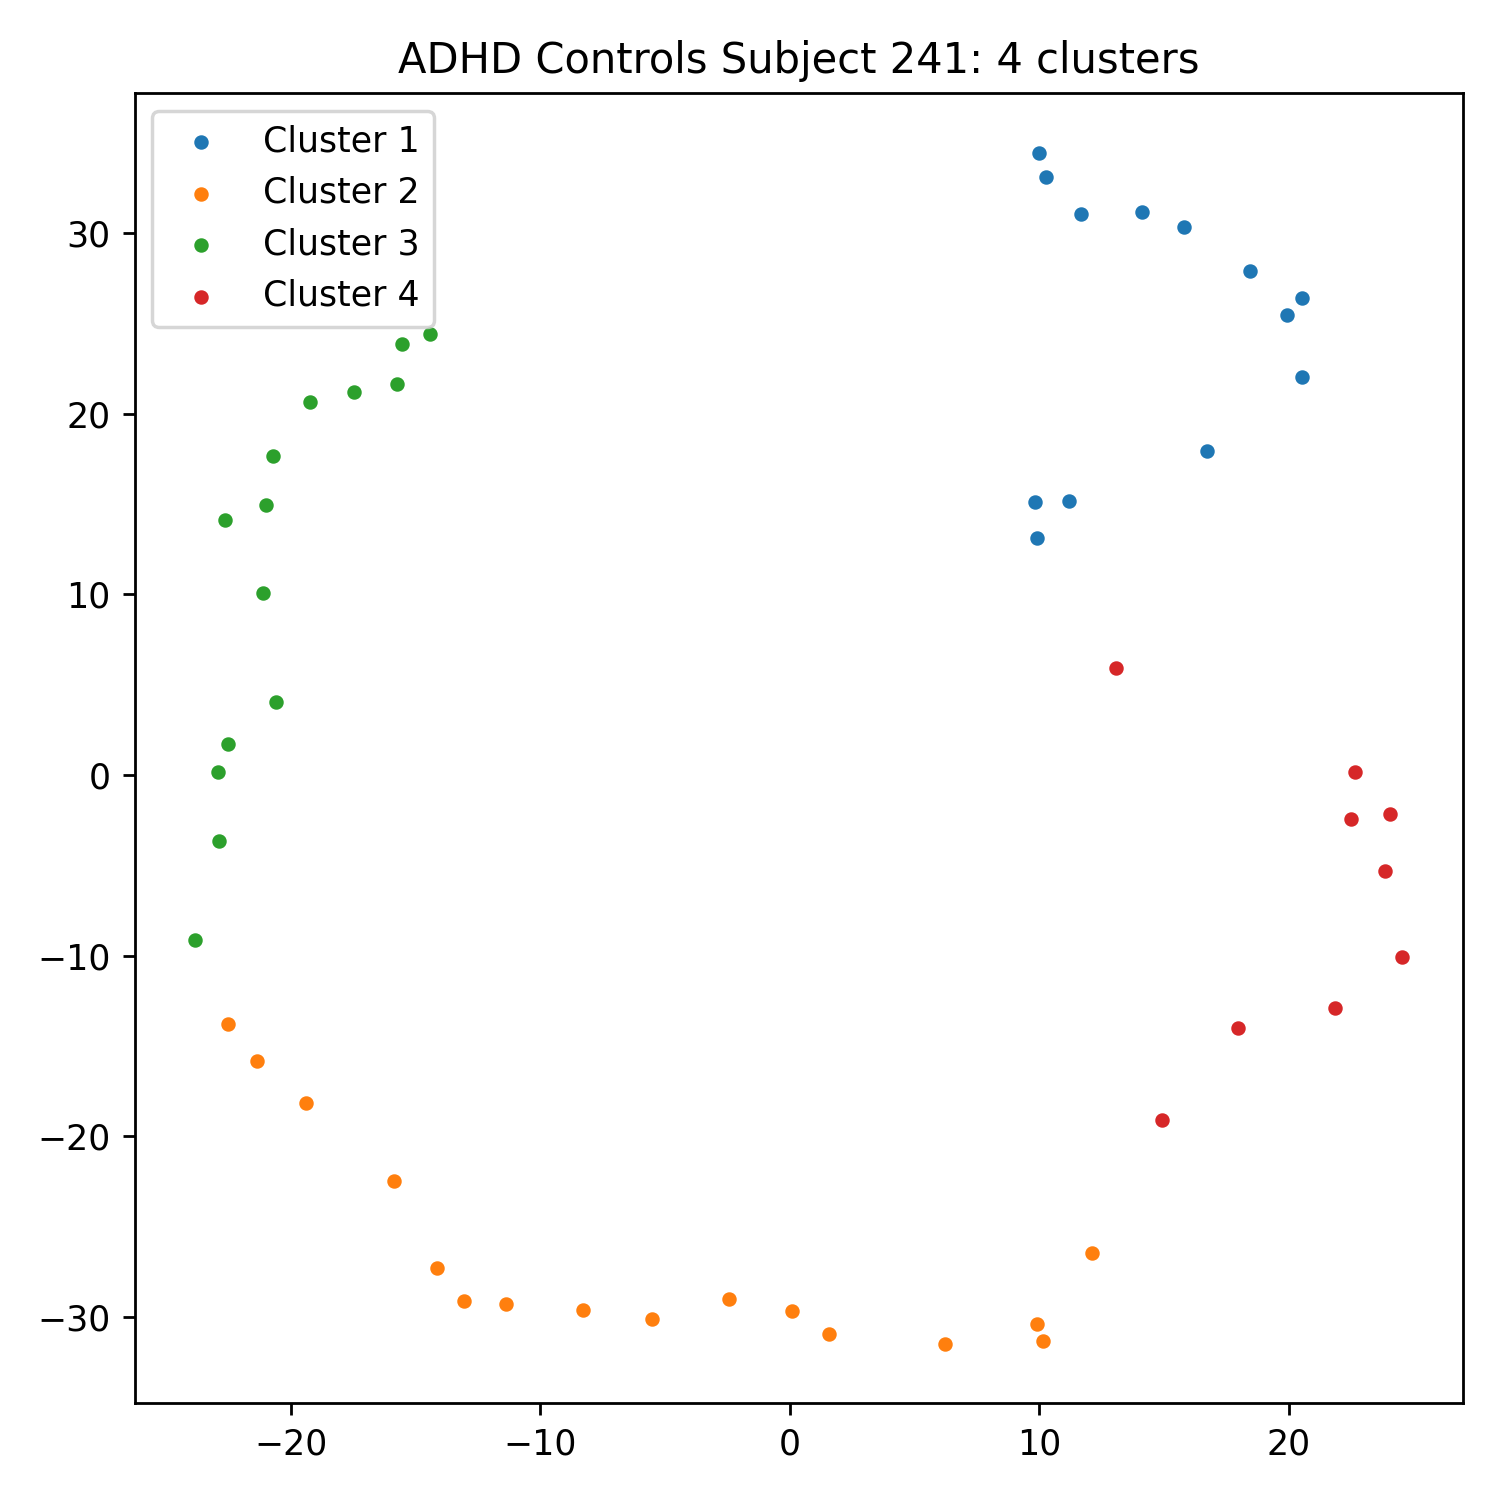 ADHD Controls Subject 241: 4 clusters
Cluster 1
Cluster 2
Cluster 3
Cluster 4
30
20
10
0
−10
−20
−30
−20 −10 0 10 20